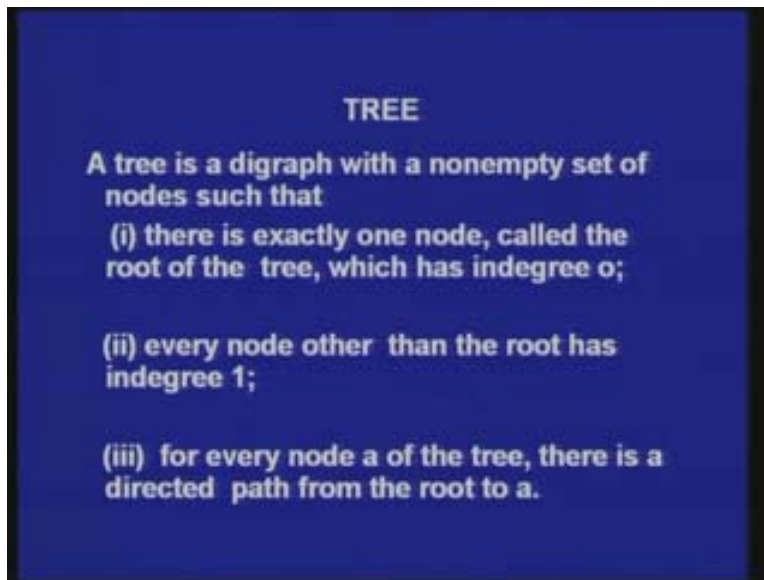 TREE
A tree is a digraph with a nonempty set of
nodes such that
(i) there is exactly one node, called the
root of the tree, which has indegree o;
(ii) every node other than the root has
indegree 1;
(iii) for every node a of the tree, there is a
directed path from the root to a.